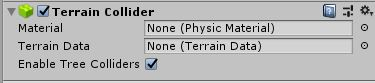 Terrain Collider
Material None (Physic Material)
Terrain Data None (Terrain Data)
Enable Tree Colliders